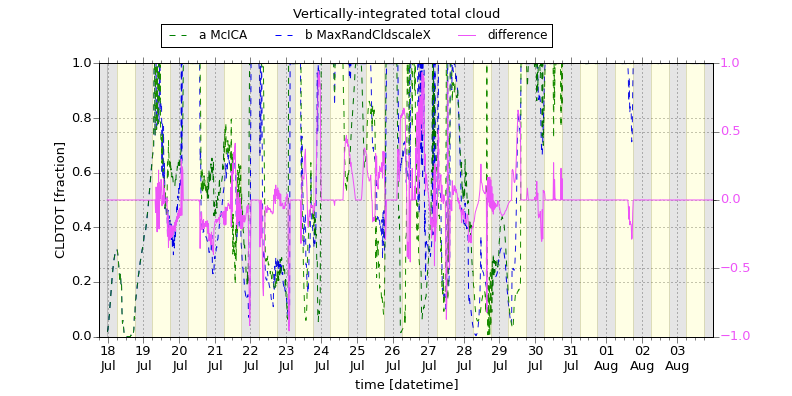 Vertically-integrated total cloud
a McICA b MaxRandCldscaleX difference
1.0 1.0
0.8 0.5
0.6 0.0
0.4 −0.5
0.2 −1.0
0.0
CLDTOT [fraction]
18 19 20 21 22 23 24 25 26 27 28 29 30 31 01 02 03
Jul Jul Jul Jul Jul Jul Jul Jul Jul Jul Jul Jul Jul Jul Aug Aug Aug
time [datetime]